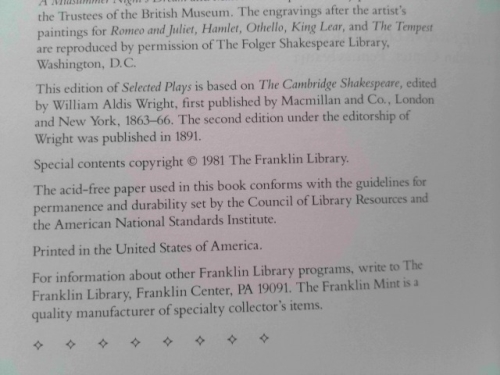 the Trustees of the British Museum. The engravings after the artist's
paintings for Romeo and Juliet, Hamlet, Othello, King Lear, and The Tempest
are reproduced by permission of The Folger Shakespeare Library,
Washington, D.C.
This edition of Selected Plays is based on The Cambridge Shakespeare, edited
by William Aldis Wright, first published by Macmillan and Co., London
and New York, 1863–66. The second edition under the editorship of
Wright was published in 1891.
Special contents copyright © 1981 The Franklin Library.
The acid-free paper used in this book conforms with the guidelines for
permanence and durability set by the Council of Library Resources and
the American National Standards Institute.
Printed in the United States of America.
For information about other Franklin Library programs, write to The
Franklin Library, Franklin Center, PA 19091. The Franklin Mint is a
quality manufacturer of specialty collector's items.